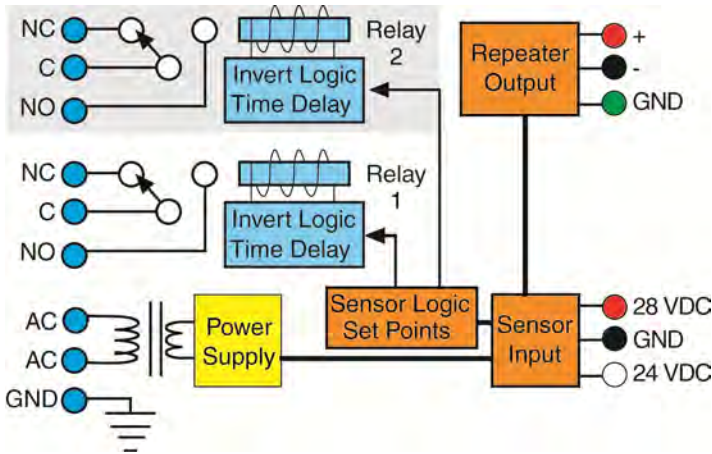 NC
C
NO
Invert Logic
Time Delay
Relay
2
Repeater
Output
+
-
GND
NC
C
NO
Invert Logic
Time Delay
Relay
1
AC
AC
GND
Power
Supply
Sensor Logic
Set Points
Sensor
Input
28 VDC
GND
24 VDC